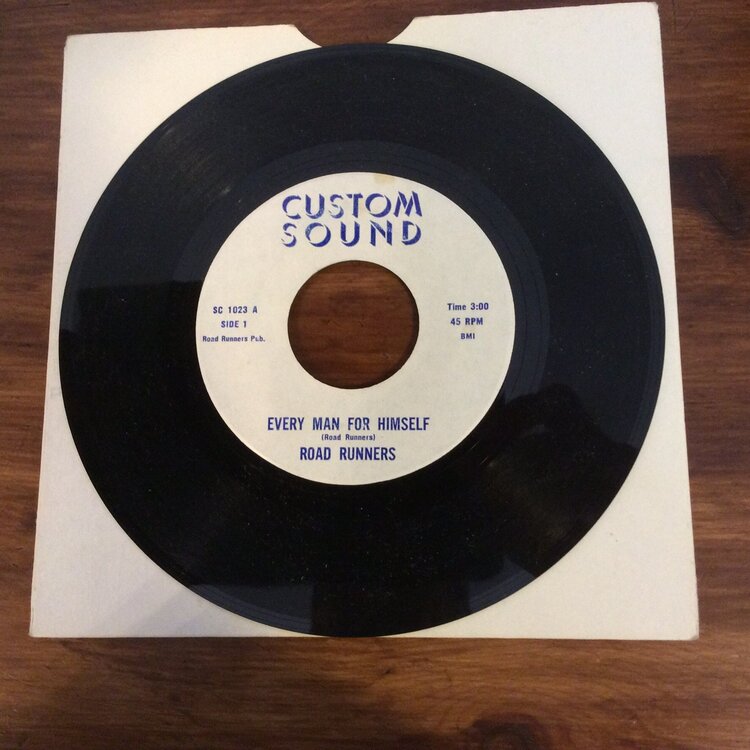 CUSTOM
SOUND
SC 1023 A
SIDE 1
Road Runners Pub.
Time 3:00
45 RPM
BMI
EVERY MAN FOR HIMSELF
(Road Runners)
ROAD RUNNERS